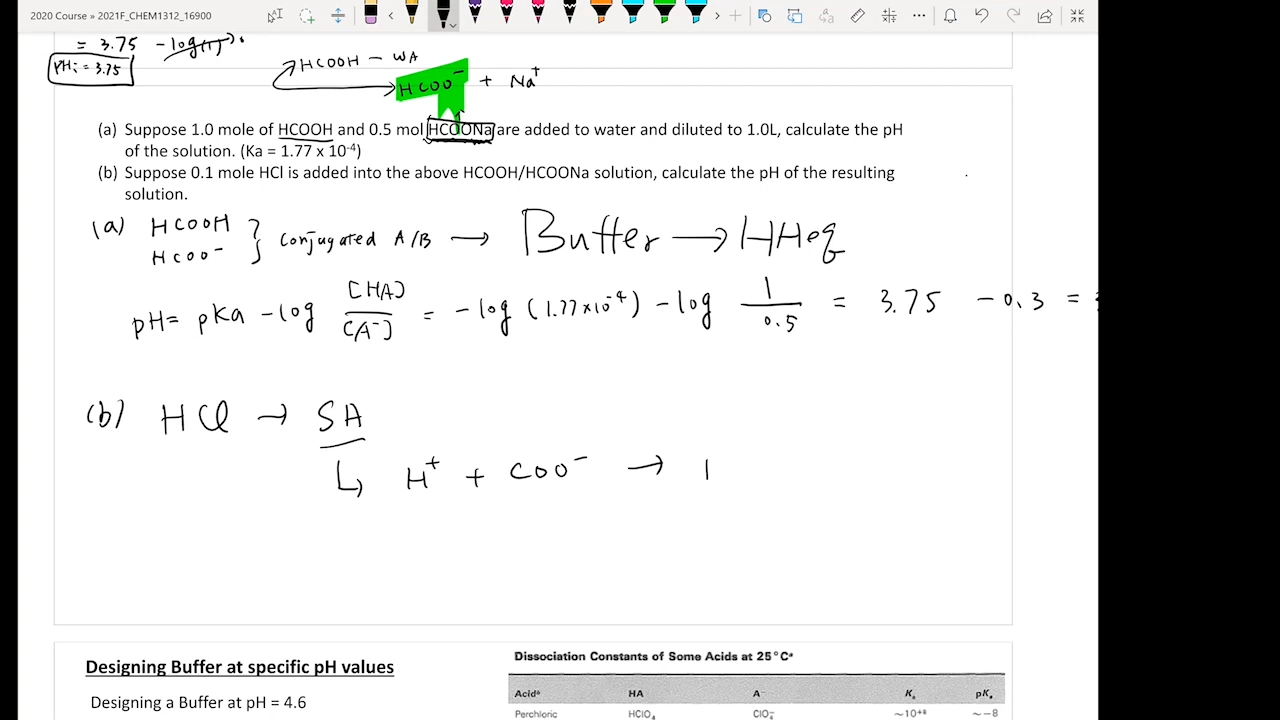 2020 Course » 2021F_CHEM1312_16900
= 3.75 -log(1)
pHi = 3.75
HCOOH - WA
HCOO⁻ + Na⁺
(a) Suppose 1.0 mole of HCOOH and 0.5 mol HCOONa are added to water and diluted to 1.0L, calculate the pH
of the solution. (Ka = 1.77 x 10⁻⁴)
(b) Suppose 0.1 mole HCl is added into the above HCOOH/HCOONa solution, calculate the pH of the resulting
solution.
(a) HCOOH
HCOO⁻ } Conjugated A/B → Buffer → HHeq
pH = pKa -log [HA]/[A⁻] = -log (1.77×10⁻⁴) -log 1/0.5 = 3.75 -0.3 =
(b) HCl → SA
↳ H⁺ + COO⁻ →
Designing Buffer at specific pH values
Designing a Buffer at pH = 4.6
Dissociation Constants of Some Acids at 25°Cᵃ
Acidᵇ HA A⁻ Kₐ pKₐ
Perchloric HClO₄ ClO₄⁻ ~10⁺⁸ ~-8